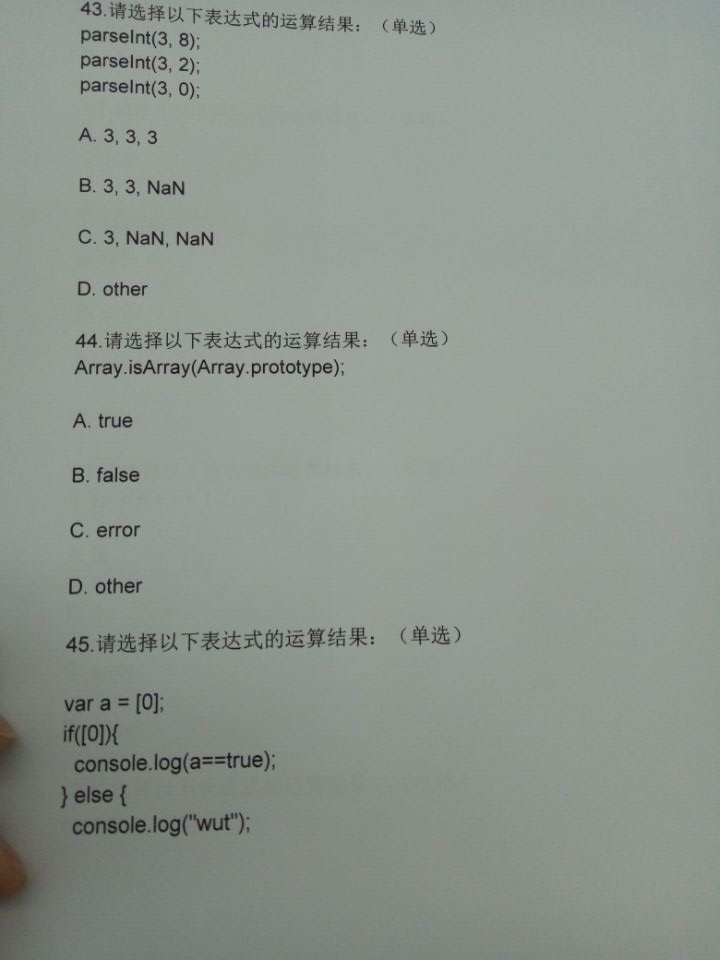 43.请选择以下表达式的运算结果：（单选）
parseInt(3, 8);
parseInt(3, 2);
parseInt(3, 0);
A. 3, 3, 3
B. 3, 3, NaN
C. 3, NaN, NaN
D. other
44.请选择以下表达式的运算结果：（单选）
Array.isArray(Array.prototype);
A. true
B. false
C. error
D. other
45.请选择以下表达式的运算结果：（单选）
var a = [0];
if([0]){
console.log(a==true);
} else {
console.log("wut");